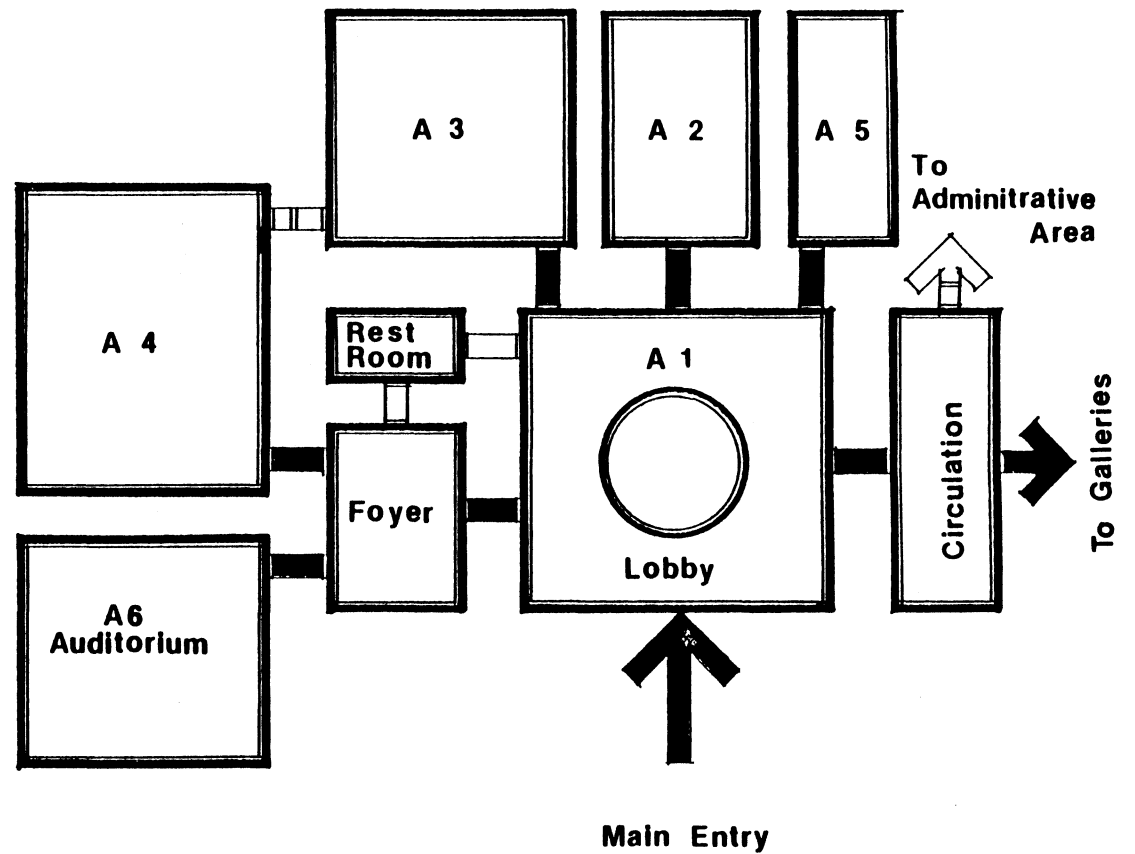 A 3
A 2
A 5
To
Adminitrative
Area
A 4
Rest
Room
A 1
Foyer
Lobby
Circulation
To Galleries
A6
Auditorium
Main Entry